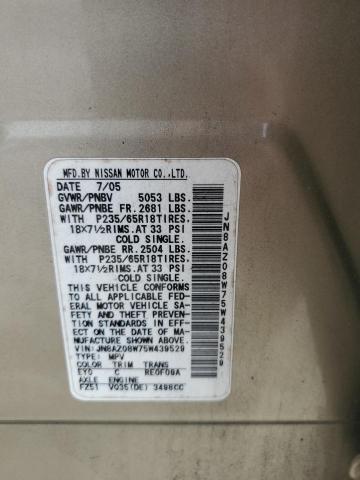 MFD.BY NISSAN MOTOR CO.,LTD.
DATE 7/05
GVWR/PNBV 5053 LBS.
GAWR/PNBE FR.2681 LBS.
WITH P235/65R18TIRES,
18X7½RIMS.AT 33 PSI
COLD SINGLE.
GAWR/PNBE RR.2504 LBS.
WITH P235/65R18TIRES,
18X7½RIMS.AT 33 PSI
COLD SINGLE.
THIS VEHICLE CONFORMS
TO ALL APPLICABLE FED-
ERAL MOTOR VEHICLE SA-
FETY AND THEFT PREVEN-
TION STANDARDS IN EF-
FECT ON THE DATE OF MA-
NUFACTURE SHOWN ABOVE.
VIN:JN8AZ08W75W439529
TYPE MPV
COLOR TRIM TRANS
EY0 C RE0F09A
AXLE ENGINE
FZ51 VQ35(DE) 3498CC
JN8AZ08W75W439529